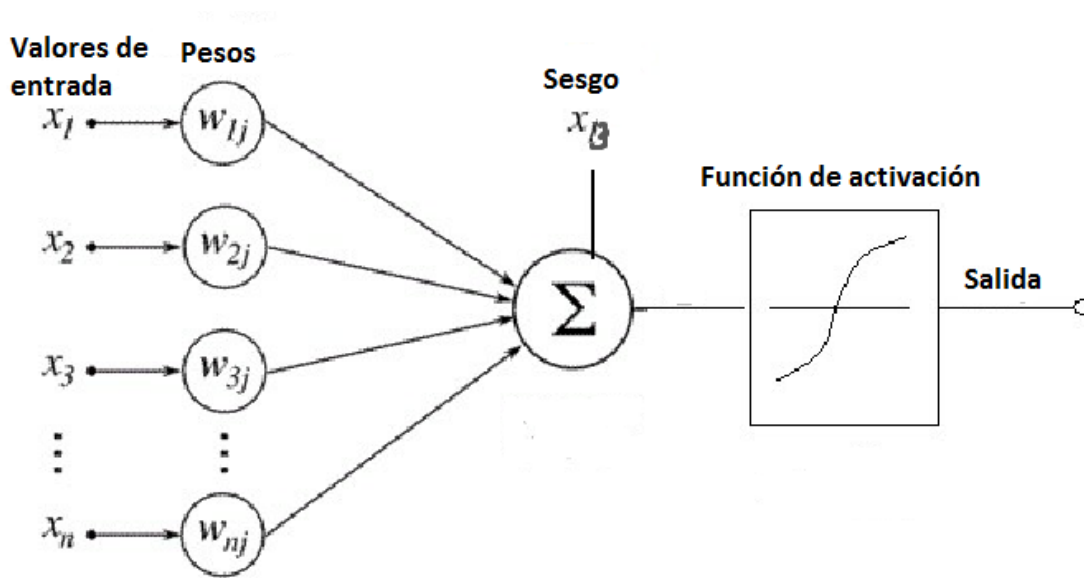 Valores de
entrada
Pesos
Sesgo
Función de activación
Salida
x1
w1j
x2
w2j
x3
w3j
xn
wnj
Σ